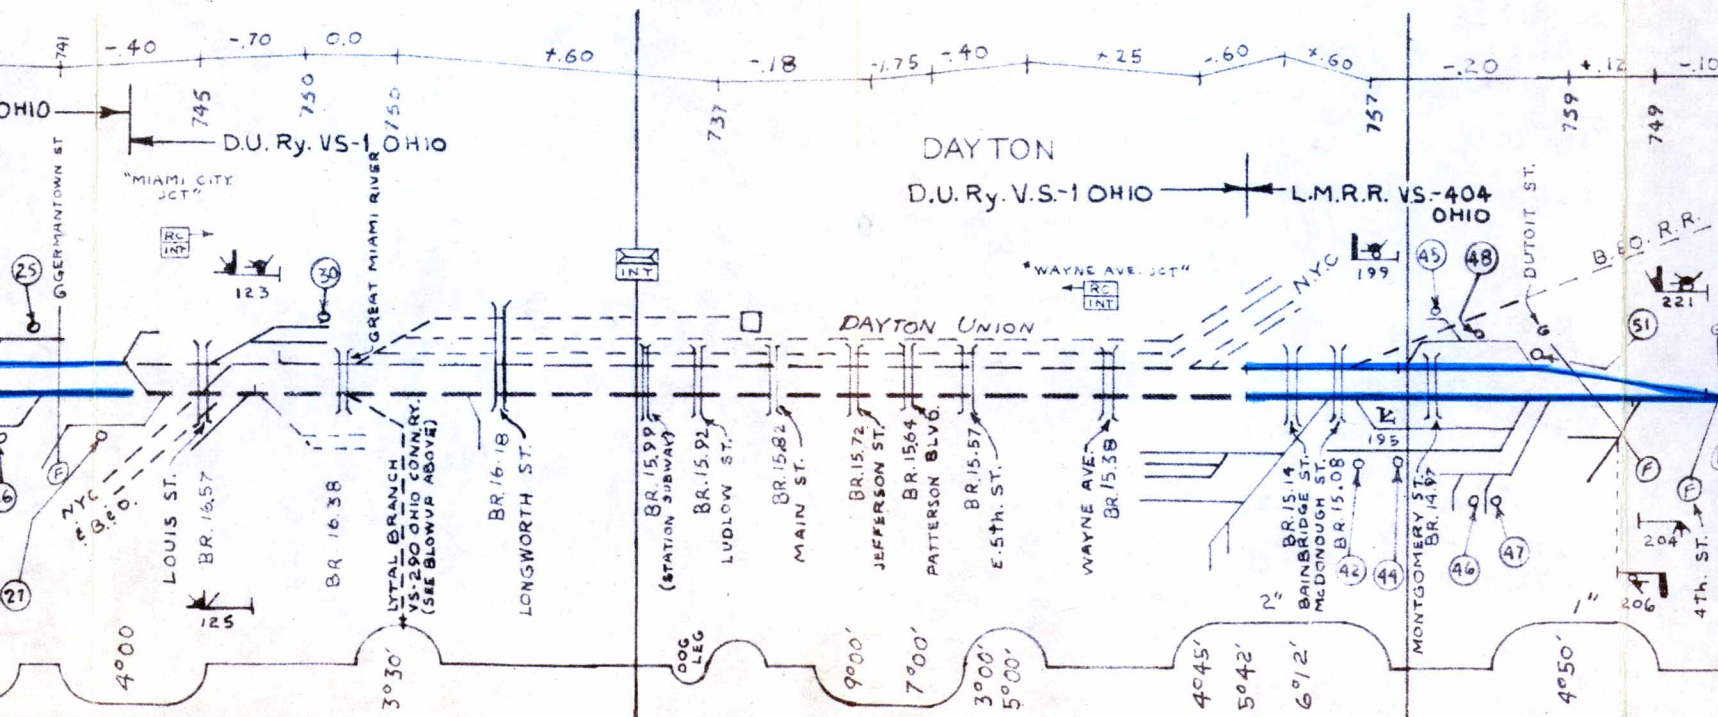 741
-.40
-.70
0.0
+.60
-.18
-1.75
-.40
+.25
-.60
+.60
-.20
+.12
-.10
OHIO
745
750
750
737
757
759
749
D.U. Ry. VS-1 OHIO
DAYTON
D.U.Ry. V.S.-1 OHIO
L.M.R.R. V.S.-404
OHIO
"MIAMI CITY
JCT"
RC
INT
GERMANTOWN ST
GREAT MIAMI RIVER
INT
"WAYNE AVE. JCT"
RC
INT
N.Y.C
DUTOIT ST.
B.&O. R.R.
25
123
30
199
45
48
221
51
DAYTON UNION
195
F
27
N.Y.C
& B.&O.
LOUIS ST.
BR. 16.57
BR 16.38
LYTAL BRANCH
VS-290 OHIO CONN.RY.
(SEE BLOWUP ABOVE)
BR.16.18
LONGWORTH ST.
BR. 15.99
(STATION SUBWAY)
BR.15.92
LUDLOW ST.
BR.15.82
MAIN ST.
BR.15.72
JEFFERSON ST.
BR.15.64
PATTERSON BLVD.
BR.15.57
E.5th. ST.
WAYNE AVE.
BR.15.38
BR.15.14
BAINBRIDGE ST.
McDONOUGH ST.
BR.15.08
MONTGOMERY ST.
BR.14.97
42
44
46
47
F
F
204
206
4th. ST.
125
2"
1"
4°00
3°30'
DOG
LEG
9°00'
7°00'
3°00'
5°00'
4°45'
5°42'
6°12'
4°50'